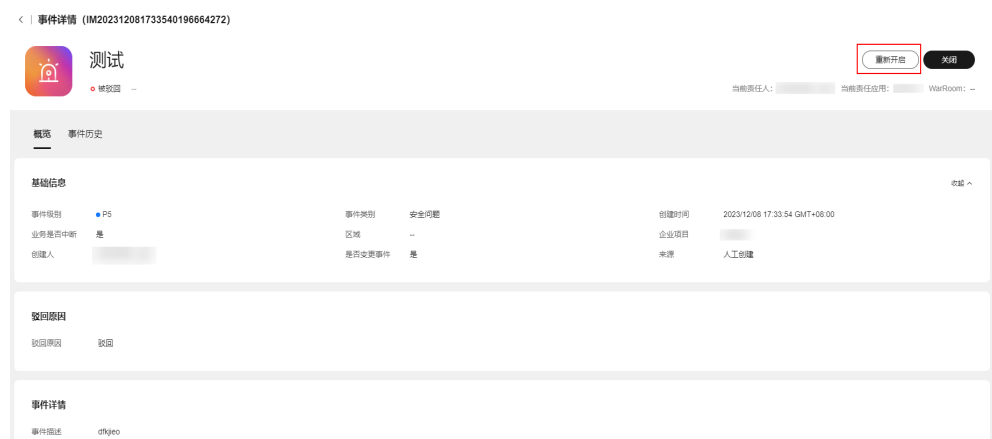 事件详情 (IM202312081733540196664272)
测试
重新开启 关闭
被驳回 --
当前责任人: 当前责任应用: WarRoom: --
概览 事件历史
基础信息 收起
事件级别 P5 事件类别 安全问题 创建时间 2023/12/08 17:33:54 GMT+08:00
业务是否中断 是 区域 -- 企业项目
创建人 是否变更事件 是 来源 人工创建
驳回原因
驳回原因 驳回
事件详情
事件描述 dfkjieo